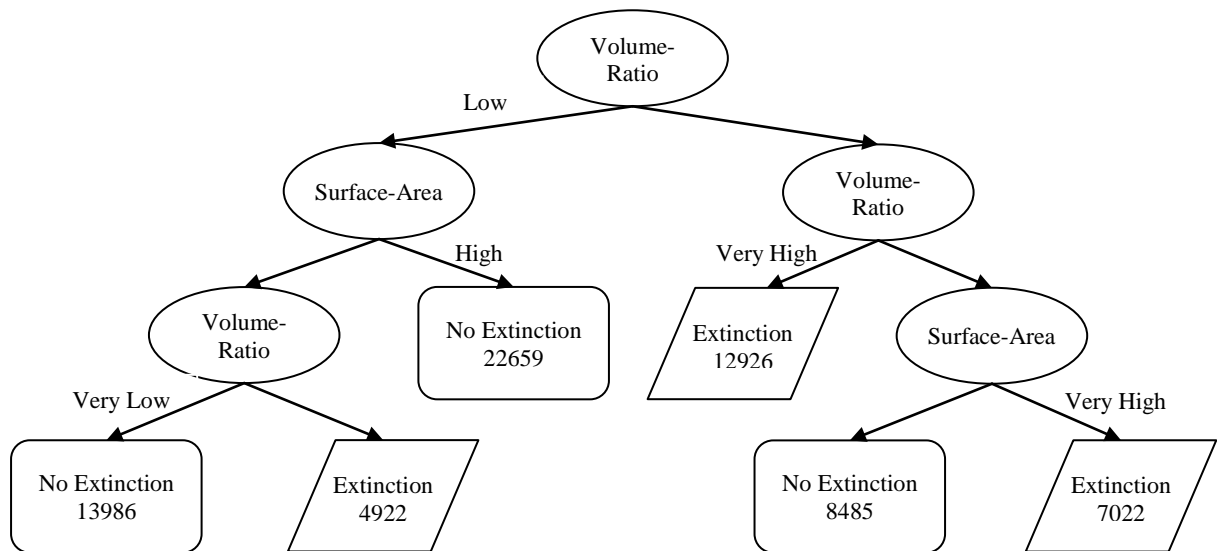 Volume-
Ratio
Low
Surface-Area
Volume-
Ratio
High
Very High
Volume-
Ratio
No Extinction
22659
Extinction
12926
Surface-Area
Very Low
Very High
No Extinction
13986
Extinction
4922
No Extinction
8485
Extinction
7022